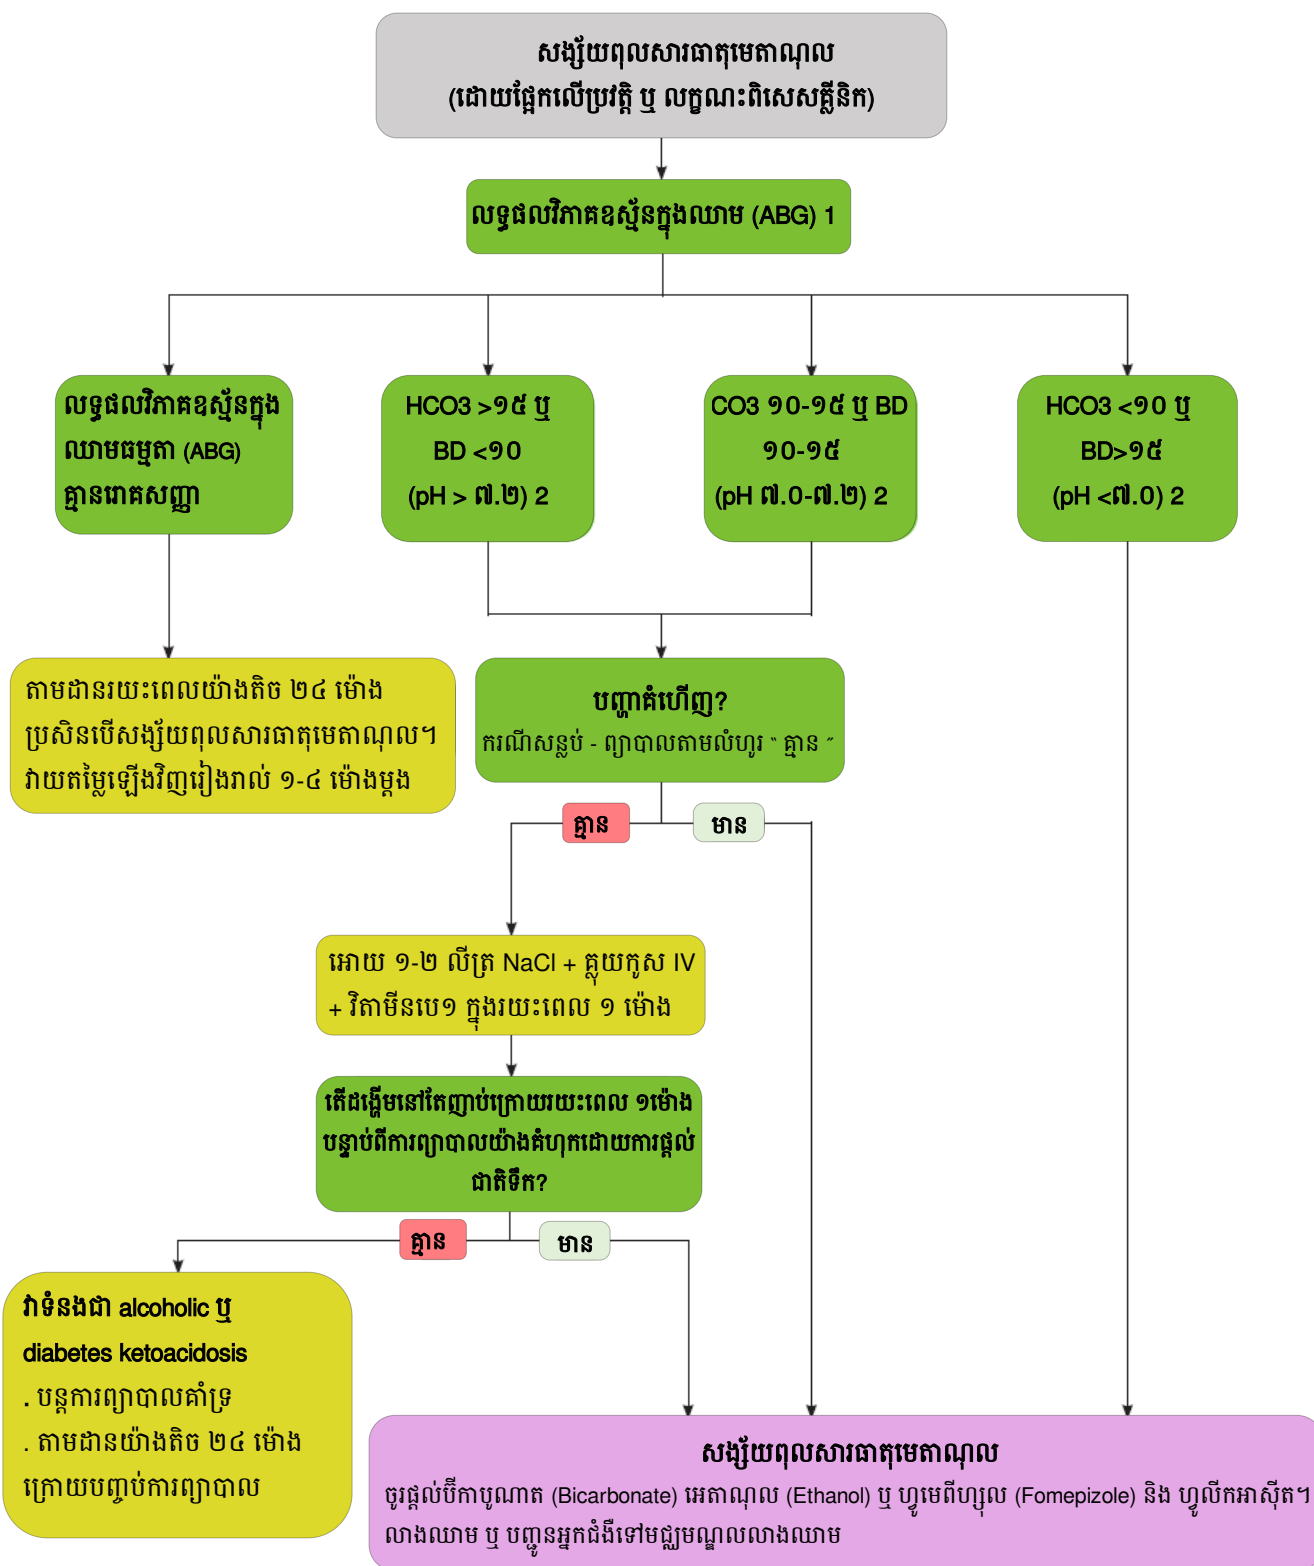 សង្ស័យពុលសារធាតុមេតាណុល
(ដោយផ្អែកលើប្រវត្តិ ឬ លក្ខណះពិសេសគ្លីនិក)
លទ្ធផលវិភាគឧស្ម័នក្នុងឈាម (ABG) 1
លទ្ធផលវិភាគឧស្ម័នក្នុង
ឈាមធម្មតា (ABG)
គ្មានរោគសញ្ញា
HCO3 >១៥ ឬ
BD <១០
(pH > ៧.២) 2
CO3 ១០-១៥ ឬ BD
១០-១៥
(pH ៧.០-៧.២) 2
HCO3 <១០ ឬ
BD>១៥
(pH <៧.០) 2
តាមដានរយះពេលយ៉ាងតិច ២៤ ម៉ោង
ប្រសិនបើសង្ស័យពុលសារធាតុមេតាណុល។
វាយតម្លៃឡើងវិញរៀងរាល់ ១-៤ ម៉ោងម្តង
បញ្ហាគំហើញ?
ករណីសន្លប់ - ព្យាបាលតាមលំហូរ " គ្មាន "
គ្មាន
មាន
អោយ ១-២ លីត្រ NaCl + គ្លុយកូស IV
+ វិតាមីនបេ១ ក្នុងរយះពេល ១ ម៉ោង
តើដង្ហើមនៅតែញាប់ក្រោយរយះពេល ១ម៉ោង
បន្ទាប់ពីការព្យាបាលយ៉ាងគំហុកដោយការផ្តល់
ជាតិទឹក?
គ្មាន
មាន
វាទំនងជា alcoholic ឬ
diabetes ketoacidosis
. បន្តការព្យាបាលគាំទ្រ
. តាមដានយ៉ាងតិច ២៤ ម៉ោង
ក្រោយបញ្ចប់ការព្យាបាល
សង្ស័យពុលសារធាតុមេតាណុល
ចូរផ្តល់ប៊ីកាបូណាត (Bicarbonate) អេតាណុល (Ethanol) ឬ ហ្វូមេពីហ្សុល (Fomepizole) និង ហ្វូលីកអាស៊ីត។
លាងឈាម ឬ បញ្ជូនអ្នកជំងឺទៅមជ្ឈមណ្ឌលលាងឈាម